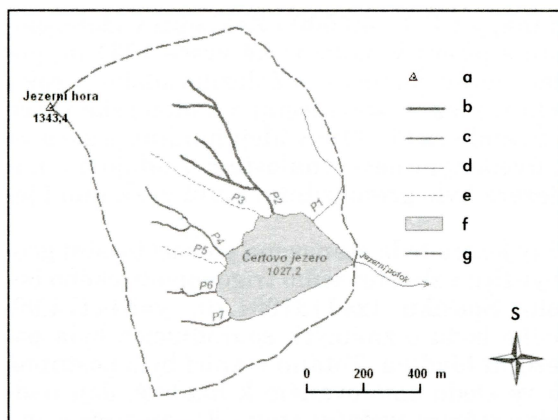 Jezerní hora
1343,4
a
b
c
d
e
f
g
P1
P2
P3
P4
P5
P6
P7
Čertovo jezero
1027,2
Jezerní potok
S
0 200 400 m